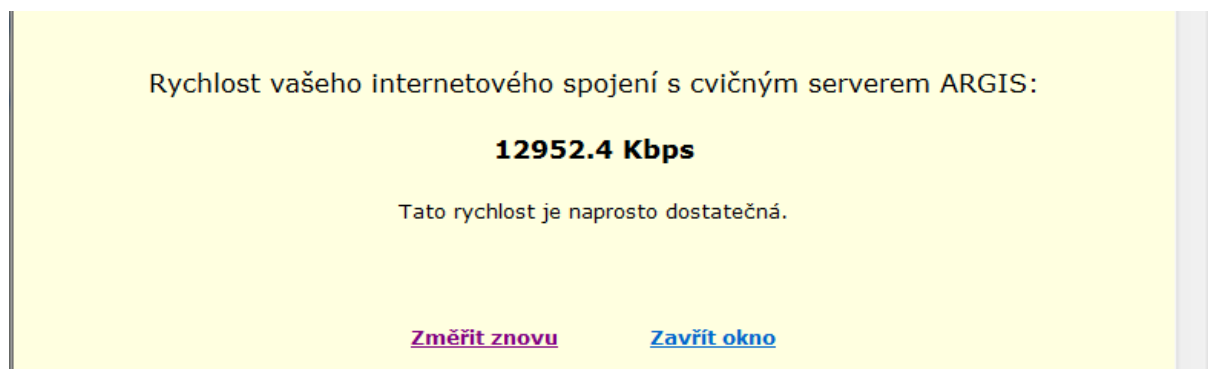 Rychlost vašeho internetového spojení s cvičným serverem ARGIS:
12952.4 Kbps
Tato rychlost je naprosto dostatečná.
Změřit znovu Zavřít okno